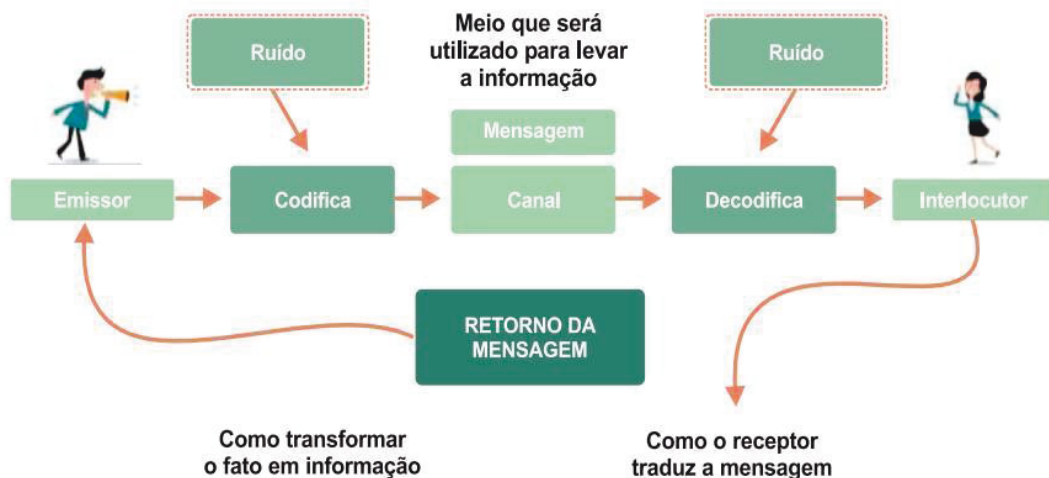 Meio que será
utilizado para levar
a informação
Ruído
Ruído
Mensagem
Emissor
Codifica
Canal
Decodifica
Interlocutor
RETORNO DA
MENSAGEM
Como transformar
o fato em informação
Como o receptor
traduz a mensagem